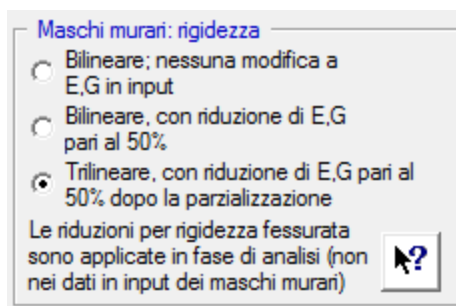 Maschi murari: rigidezza
Bilineare; nessuna modifica a
E,G in input
Bilineare, con riduzione di E,G
pari al 50%
Trilineare, con riduzione di E,G pari al
50% dopo la parzializzazione
Le riduzioni per rigidezza fessurata
sono applicate in fase di analisi (non
nei dati in input dei maschi murari)
?